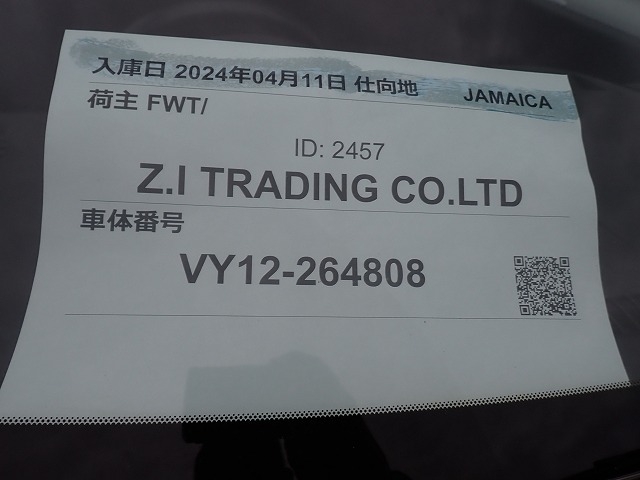 入庫日 2024年04月11日 仕向地 JAMAICA
荷主 FWT/
ID: 2457
Z.I TRADING CO.LTD
車体番号
VY12-264808